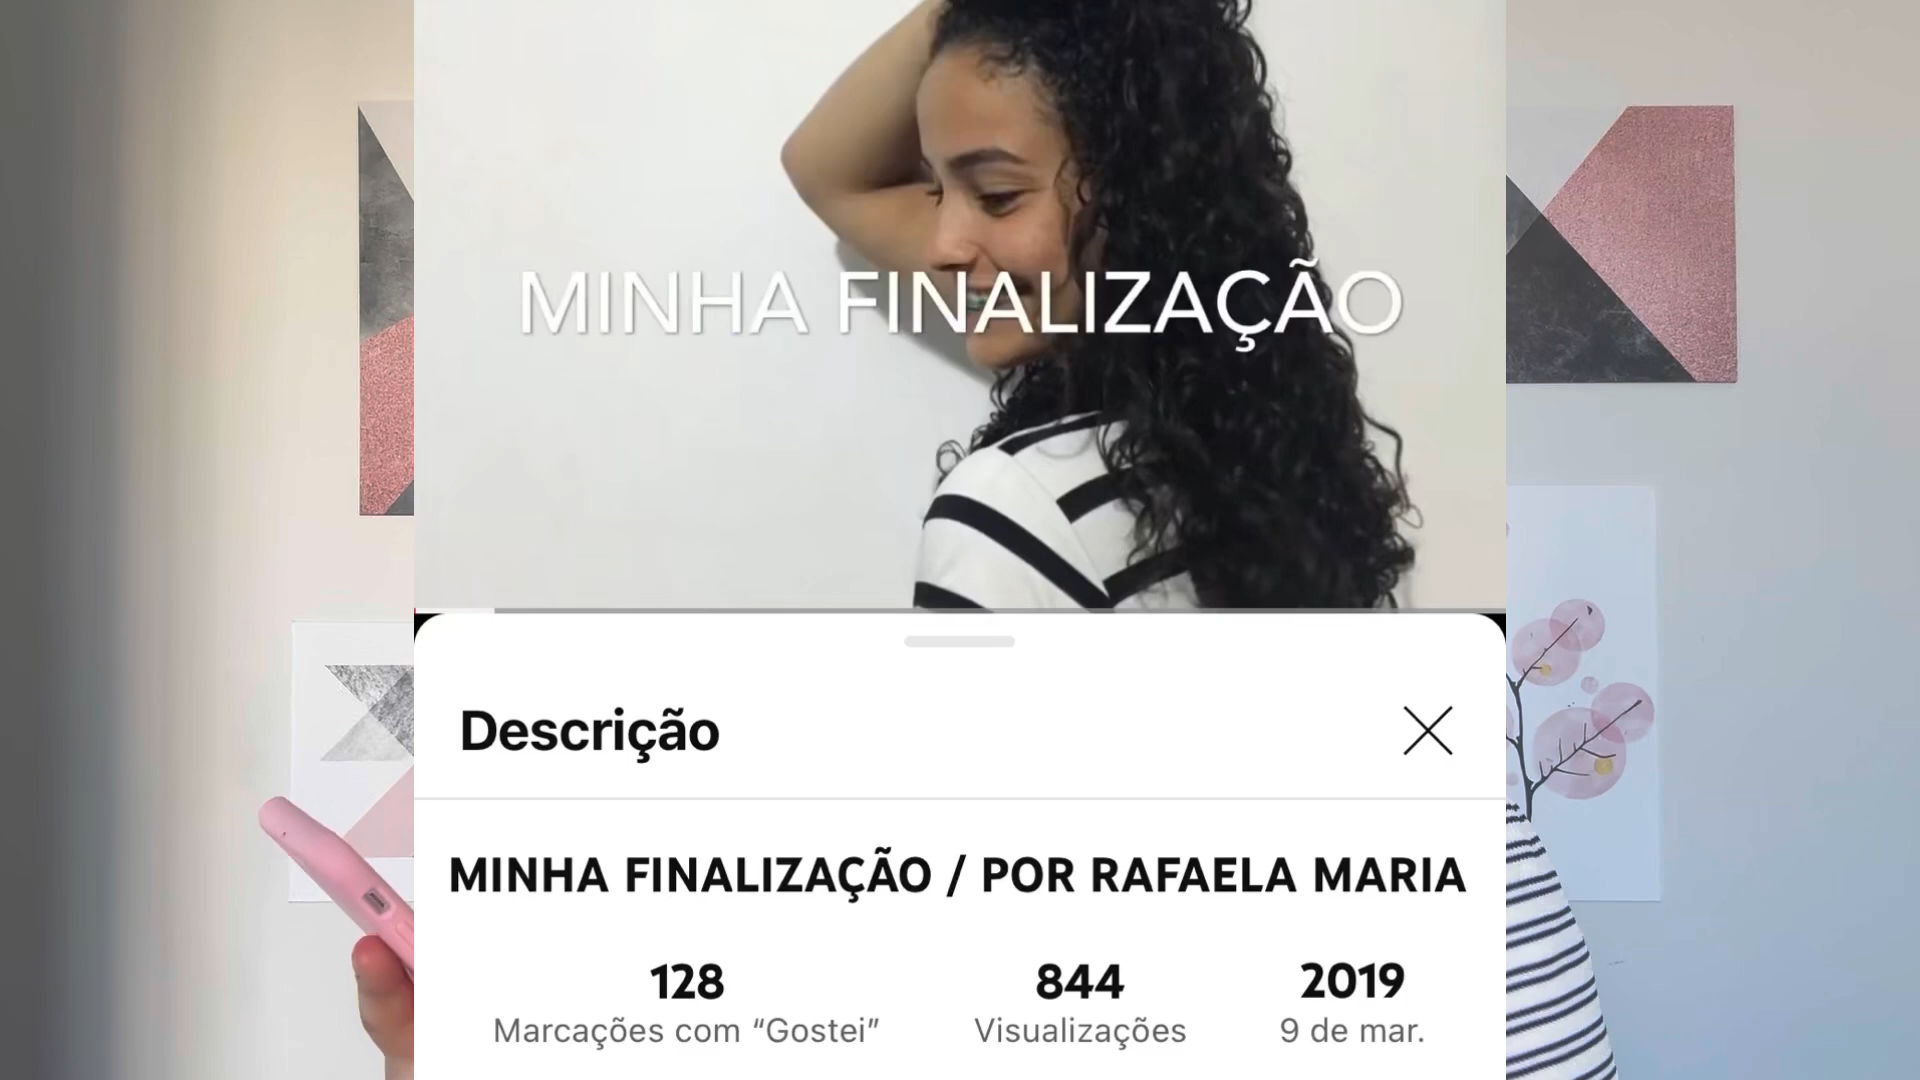 MINHA FINALIZAÇÃO
Descrição
MINHA FINALIZAÇÃO / POR RAFAELA MARIA
128 844 2019
Marcações com “Gostei” Visualizações 9 de mar.